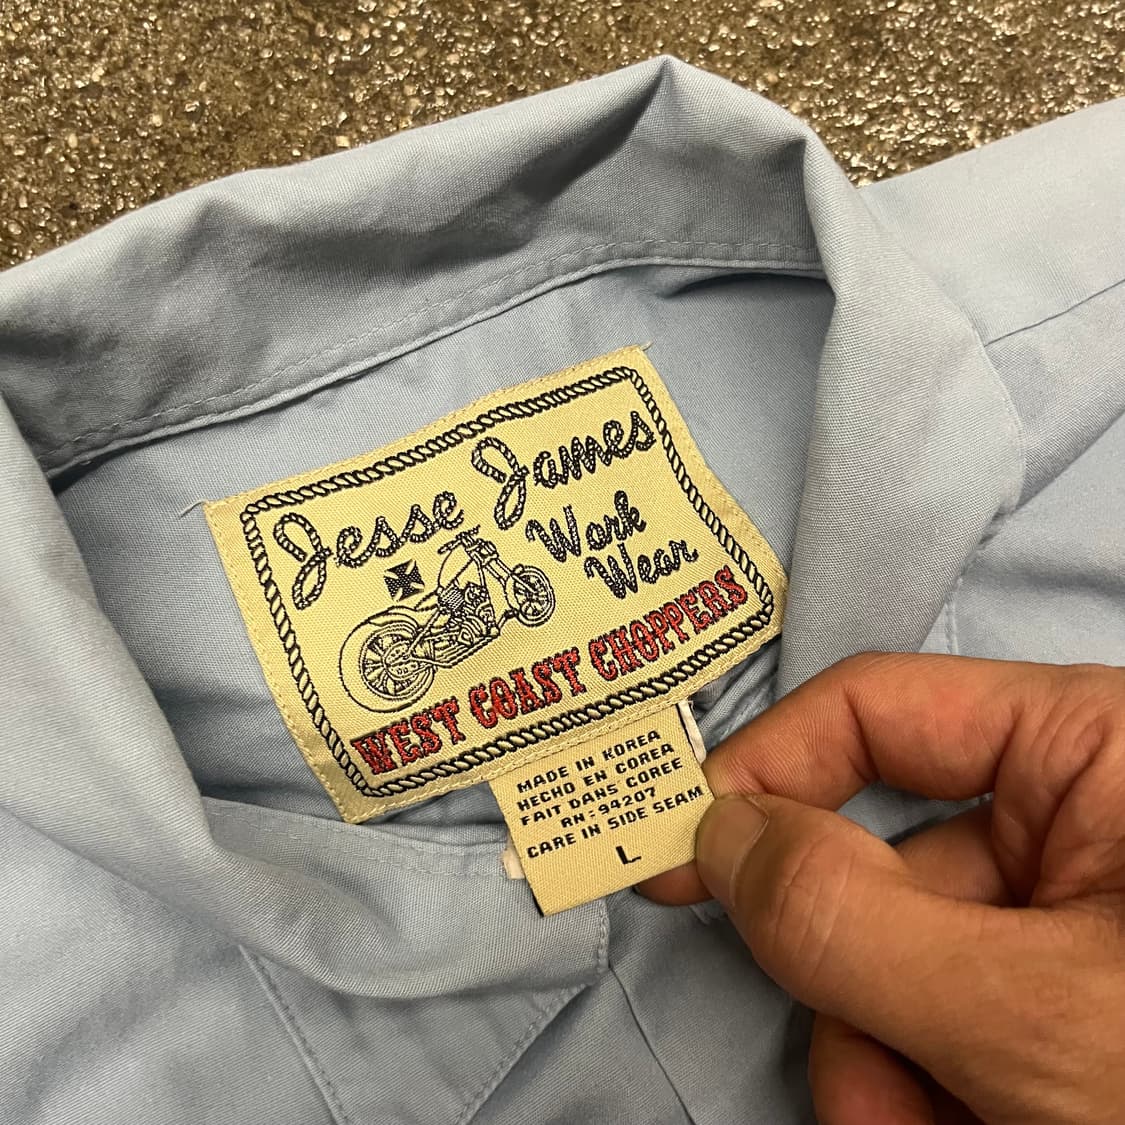 Jesse James
Work
Wear
WEST COAST CHOPPERS
MADE IN KOREA
HECHO EN COREA
FAIT DANS COREE
RN: 94207
CARE IN SIDE SEAM
L